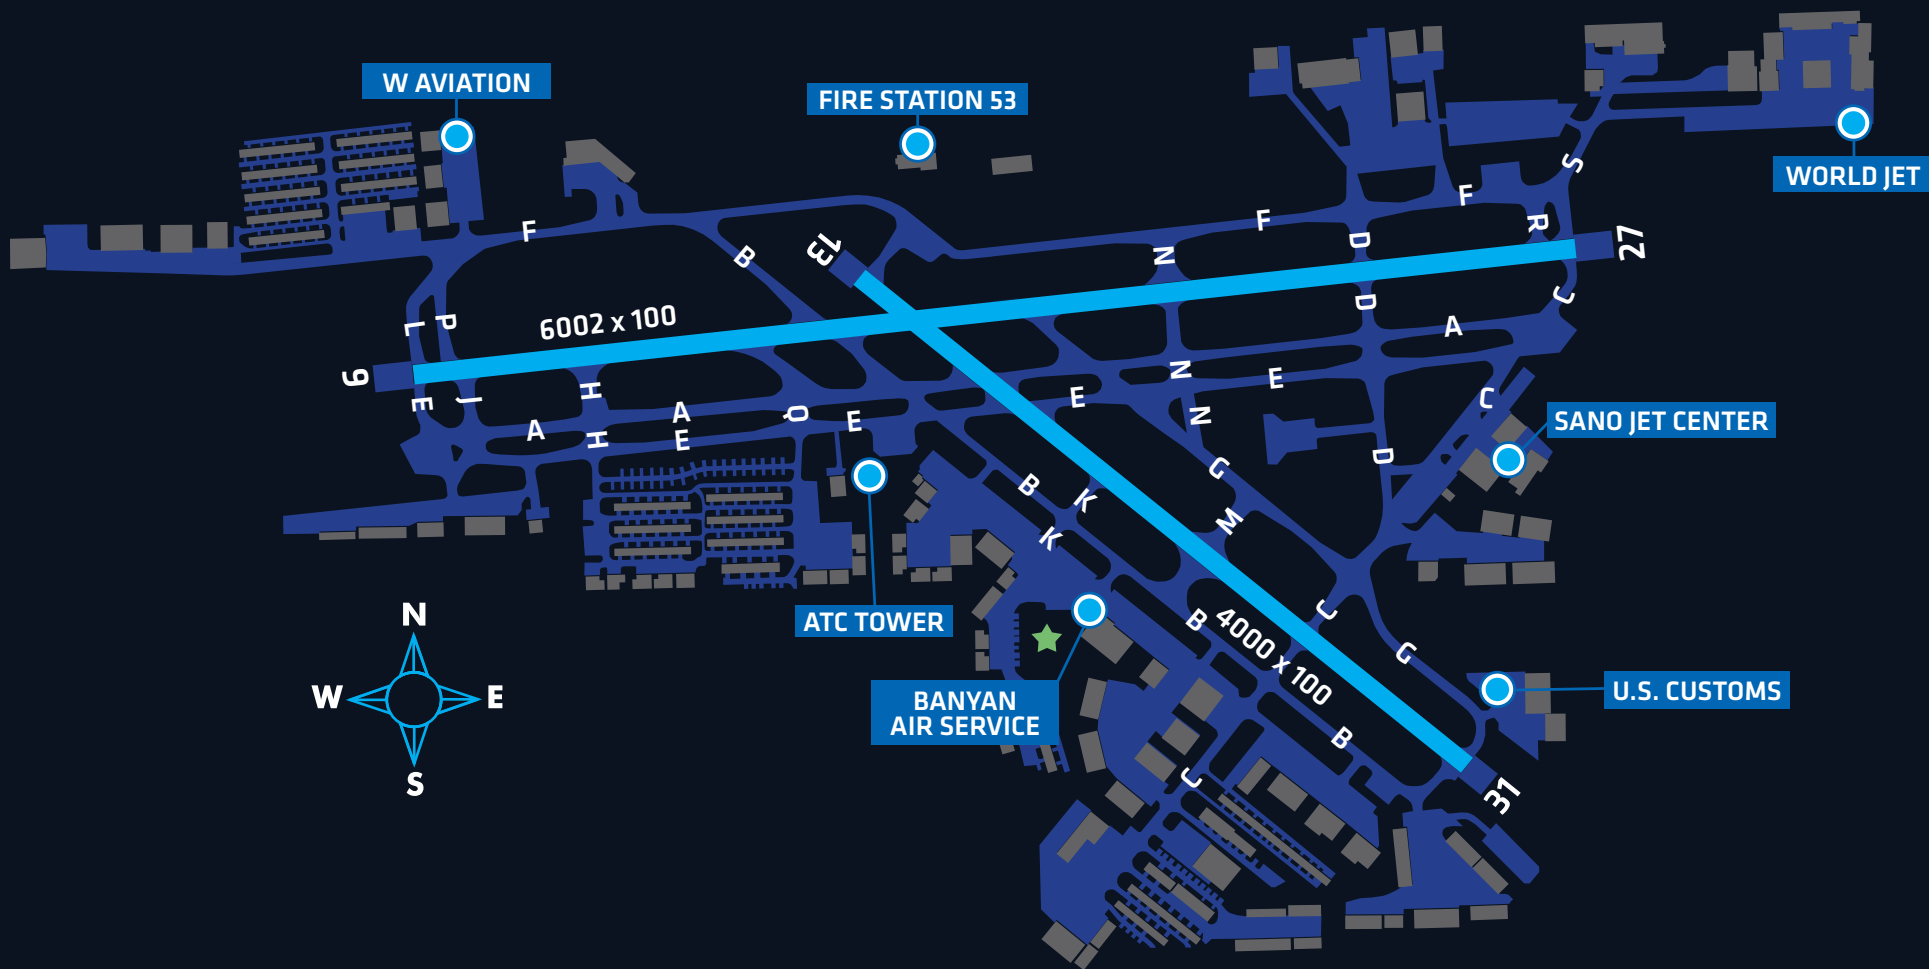 W AVIATION
FIRE STATION 53
WORLD JET
S
F
F
F
R
D
N
B
13
27
C
D
A
L
P
6002 x 100
9
E
J
H
A
E
N
E
N
C
SANO JET CENTER
A
H
E
Q
E
D
G
B
K
K
M
ATC TOWER
B
4000 x 100
C
G
BANYAN
AIR SERVICE
U.S. CUSTOMS
B
C
31
N
W
E
S